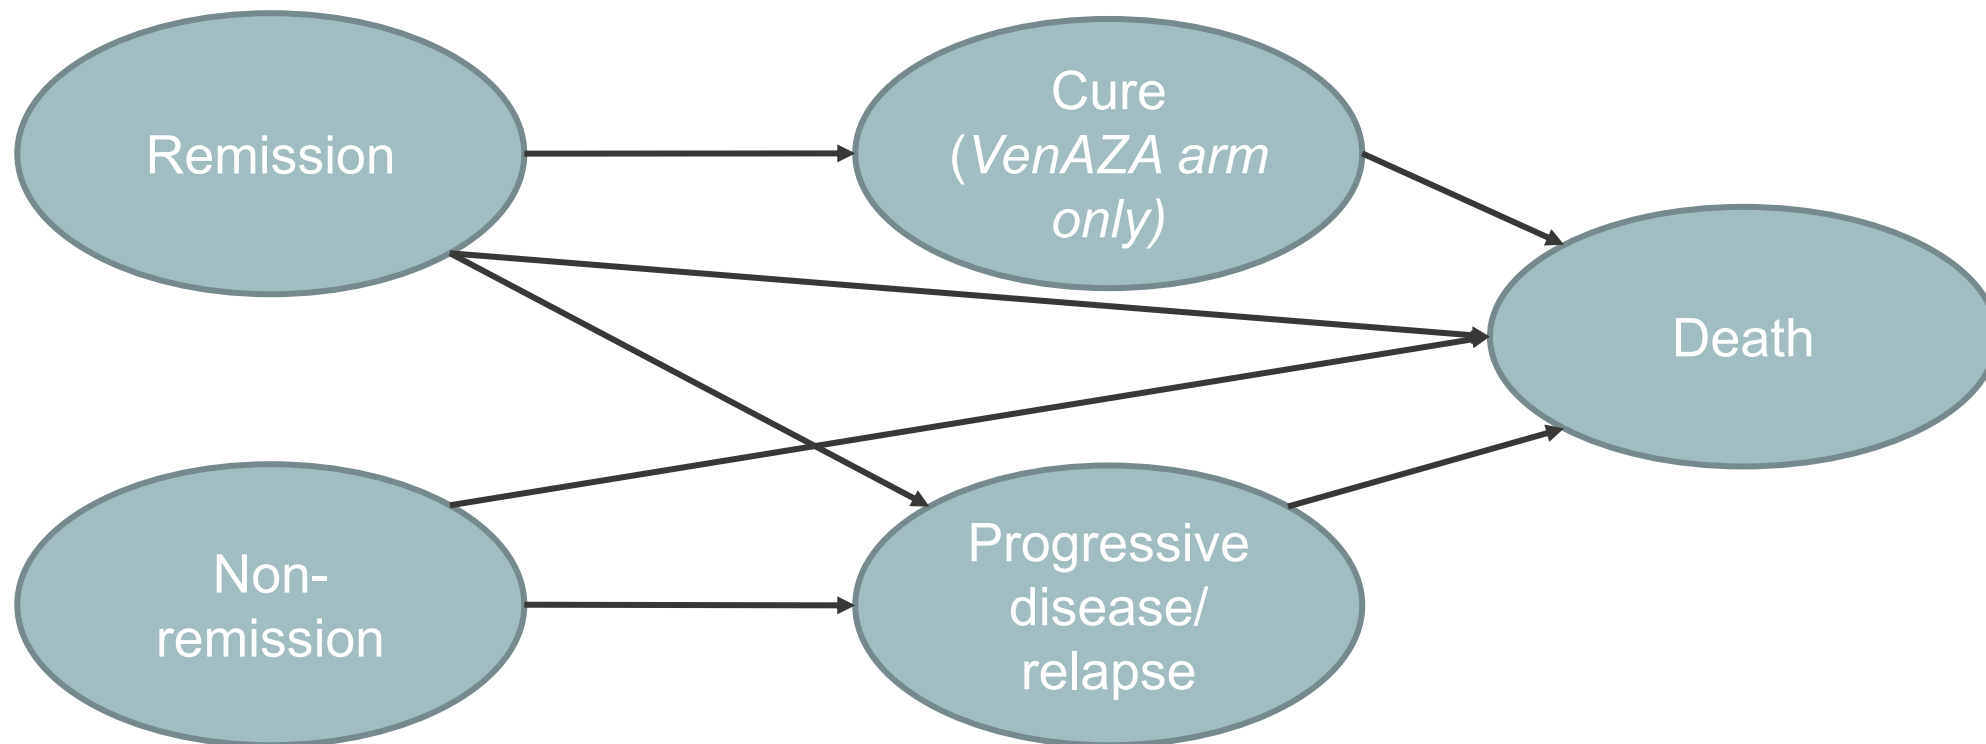 Remission
Cure
(VenAZA arm
only)
Death
Non-
remission
Progressive
disease/
relapse